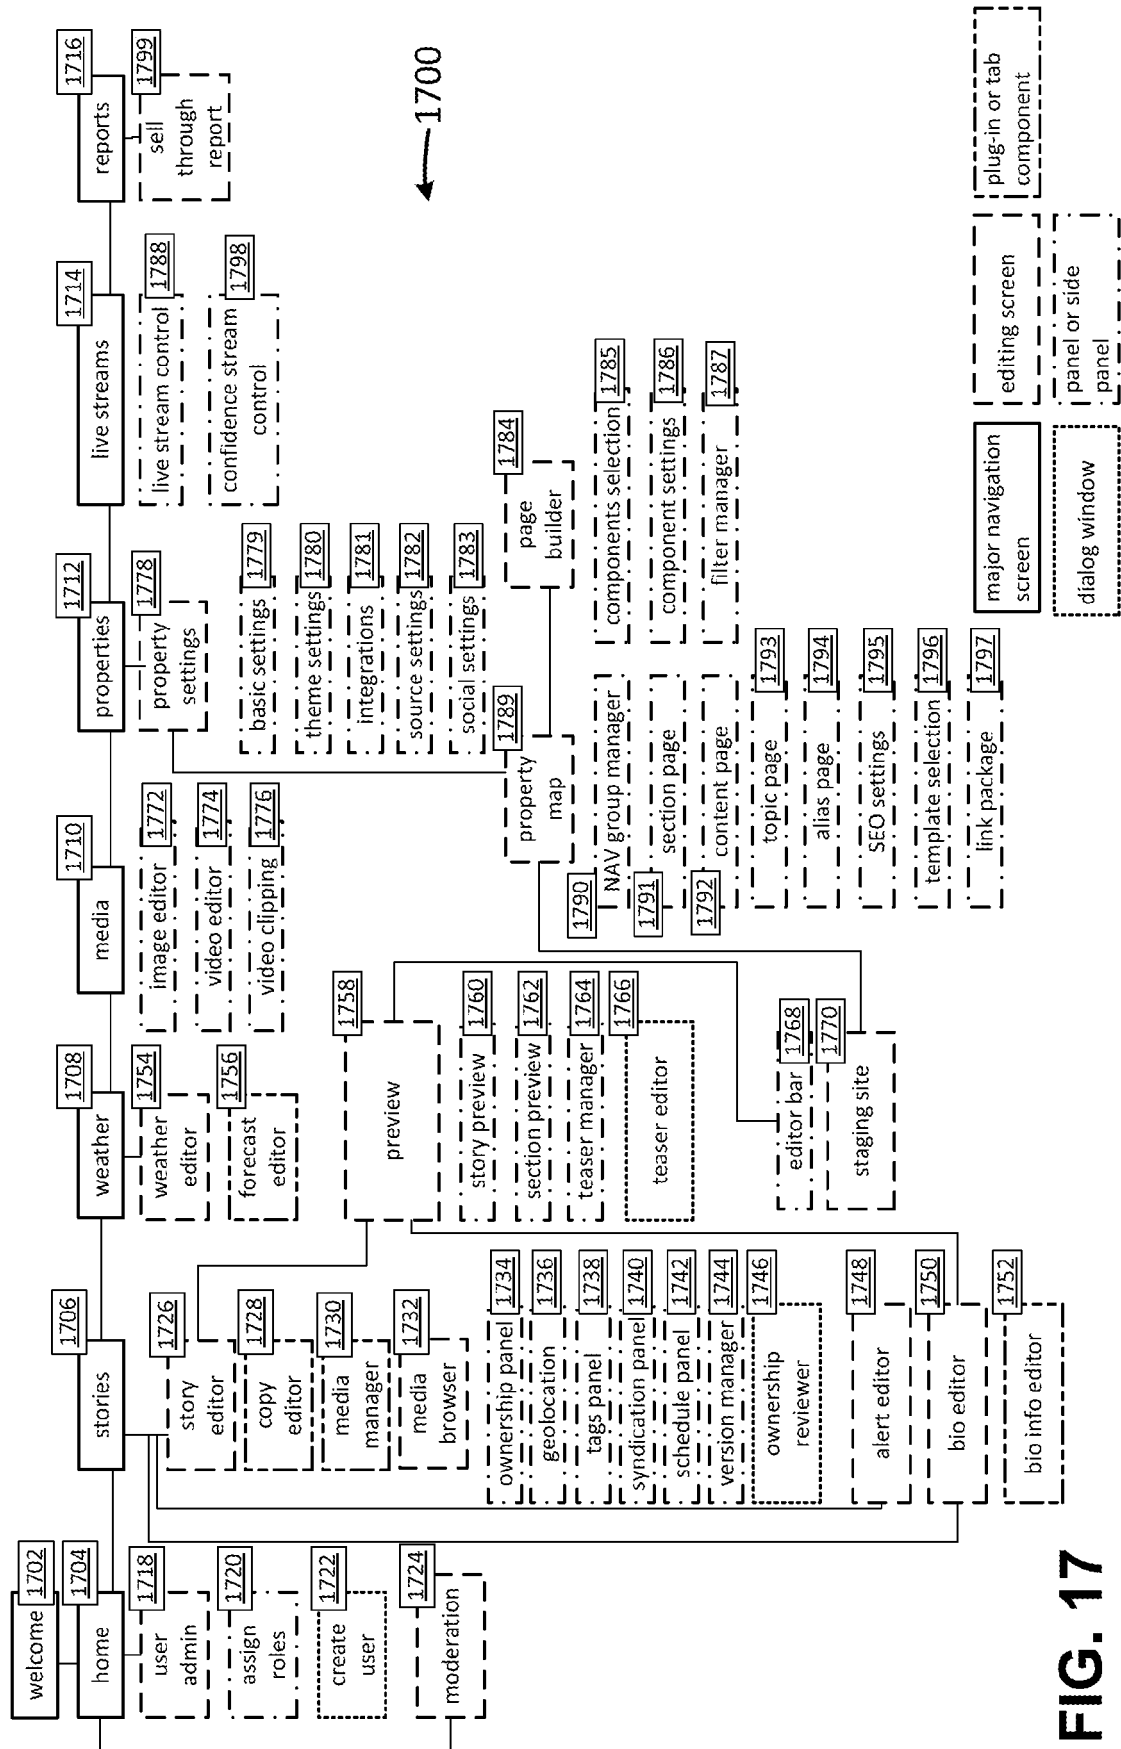 welcome
1702
home
1704
user
admin
1718
assign
roles
1720
create
user
1722
moderation
1724
stories
1706
story
editor
1726
copy
editor
1728
media
manager
1730
media
browser
1732
ownership panel
1734
geolocation
1736
tags panel
1738
syndication panel
1740
schedule panel
1742
version manager
1744
ownership
reviewer
1746
alert editor
1748
bio editor
1750
bio info editor
1752
weather
1708
weather
editor
1754
forecast
editor
1756
preview
1758
story preview
1760
section preview
1762
teaser manager
1764
teaser editor
1766
editor bar
1768
staging site
1770
media
1710
image editor
1772
video editor
1774
video clipping
1776
properties
1712
property
settings
1778
basic settings
1779
theme settings
1780
integrations
1781
source settings
1782
social settings
1783
property
map
1789
page
builder
1784
1790
NAV group manager
1791
section page
1792
content page
topic page
1793
alias page
1794
SEO settings
1795
template selection
1796
link package
1797
components selection
1785
component settings
1786
filter manager
1787
live streams
1714
live stream control
1788
confidence stream
control
1798
reports
1716
sell
through
report
1799
1700
major navigation
screen
editing screen
plug-in or tab
component
dialog window
panel or side
panel
FIG. 17